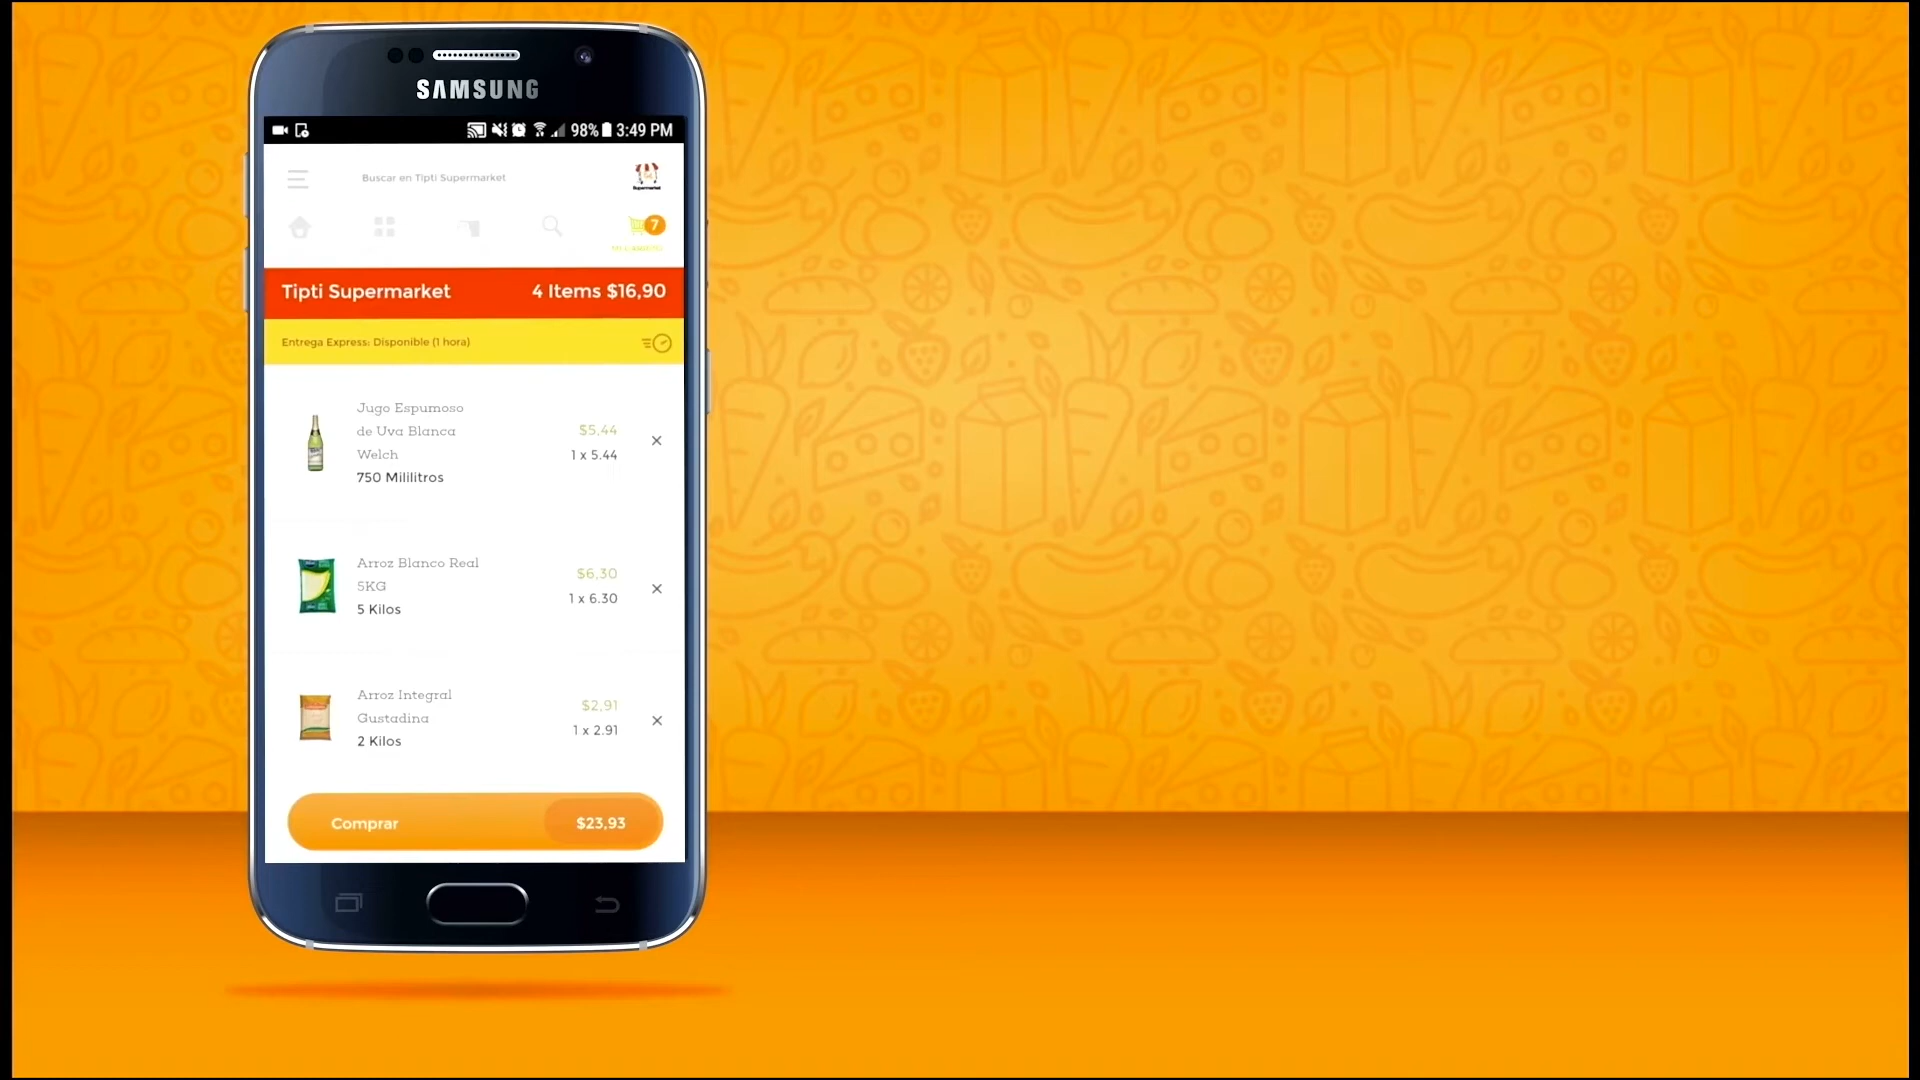 SAMSUNG
98% 3:49 PM
Buscar en Tipti Supermarket
Supermarket
7
Tipti Supermarket 4 Items $16,90
Entrega Express: Disponible (1 hora)
Jugo Espumoso
de Uva Blanca
Welch
750 Mililitros
$5,44
1 x 5.44
Arroz Blanco Real
5KG
5 Kilos
$6,30
1 x 6.30
Arroz Integral
Gustadina
2 Kilos
$2,91
1 x 2.91
Comprar $23,93